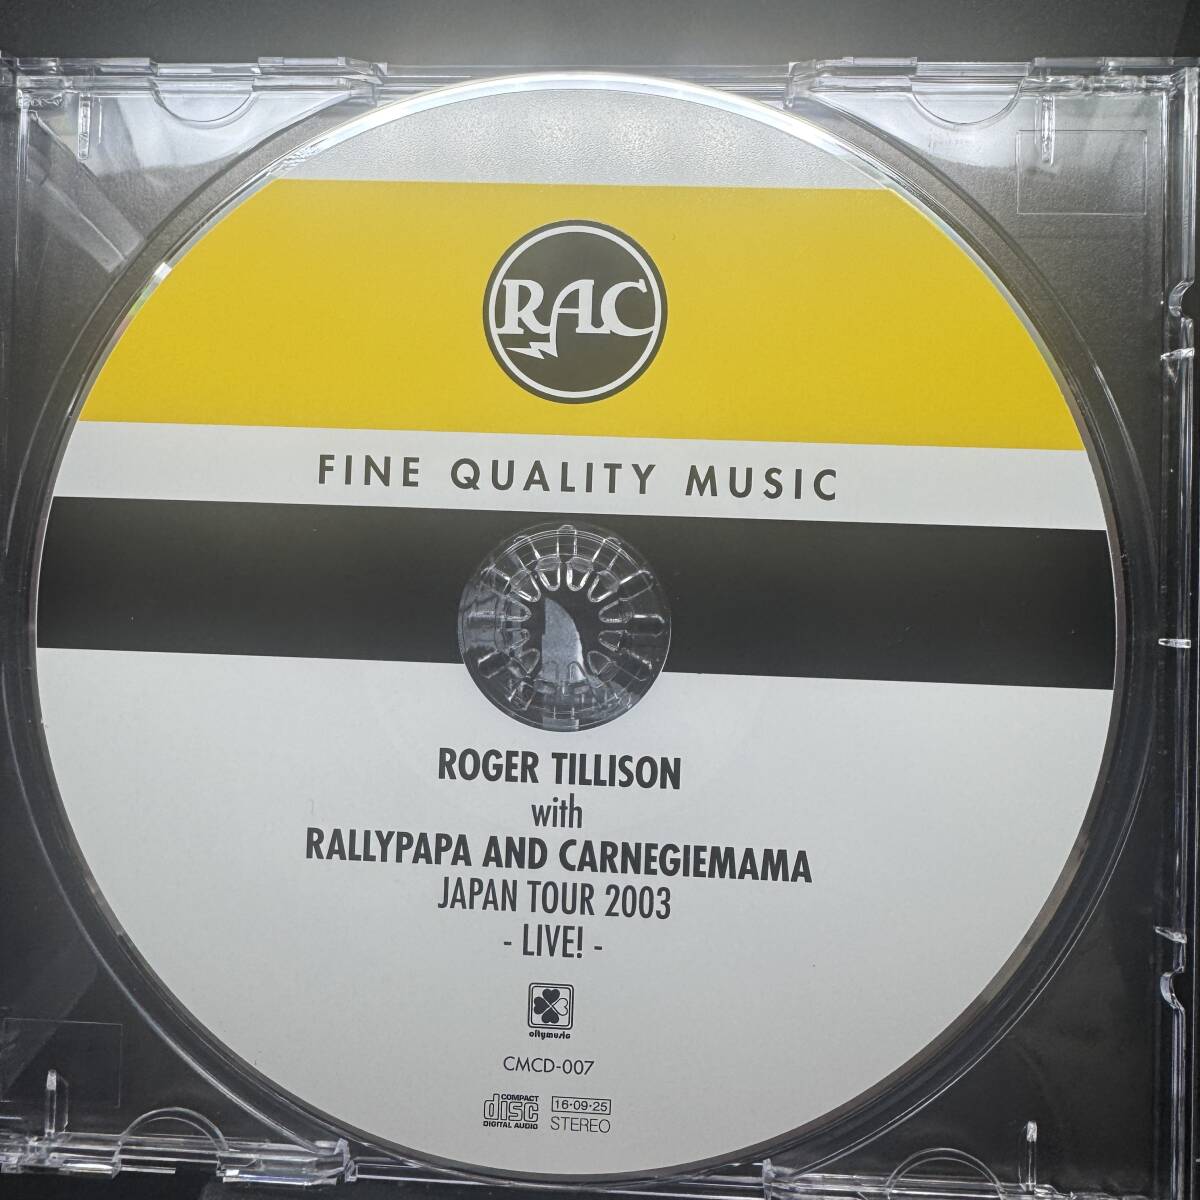 RAC
FINE QUALITY MUSIC
ROGER TILLISON
with
RALLYPAPA AND CARNEGIEMAMA
JAPAN TOUR 2003
- LIVE! -
citymusic
CMCD-007
COMPACT
disc
DIGITAL AUDIO
16·09·25
STEREO